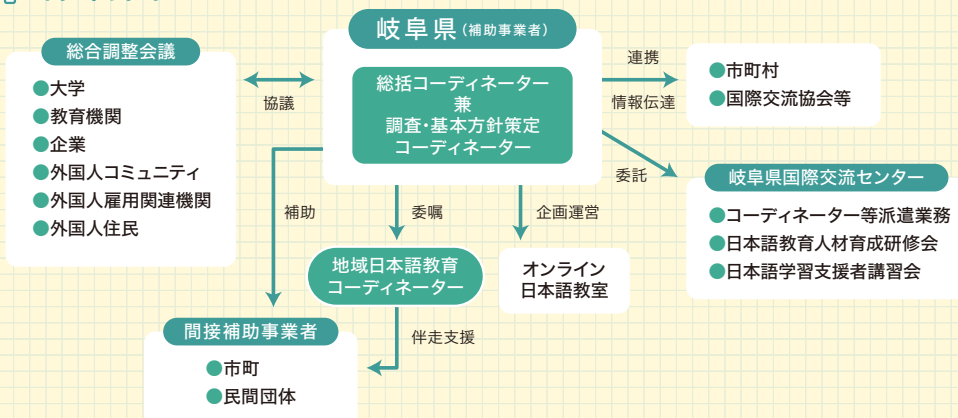 総合調整会議
●大学
●教育機関
●企業
●外国人コミュニティ
●外国人雇用関連機関
●外国人住民
協議
岐阜県(補助事業者)
総括コーディネーター
兼
調査・基本方針策定
コーディネーター
連携
情報伝達
●市町村
●国際交流協会等
委託
岐阜県国際交流センター
●コーディネーター等派遣業務
●日本語教育人材育成研修会
●日本語学習支援者講習会
補助
委嘱
企画運営
地域日本語教育
コーディネーター
オンライン
日本語教室
伴走支援
間接補助事業者
●市町
●民間団体